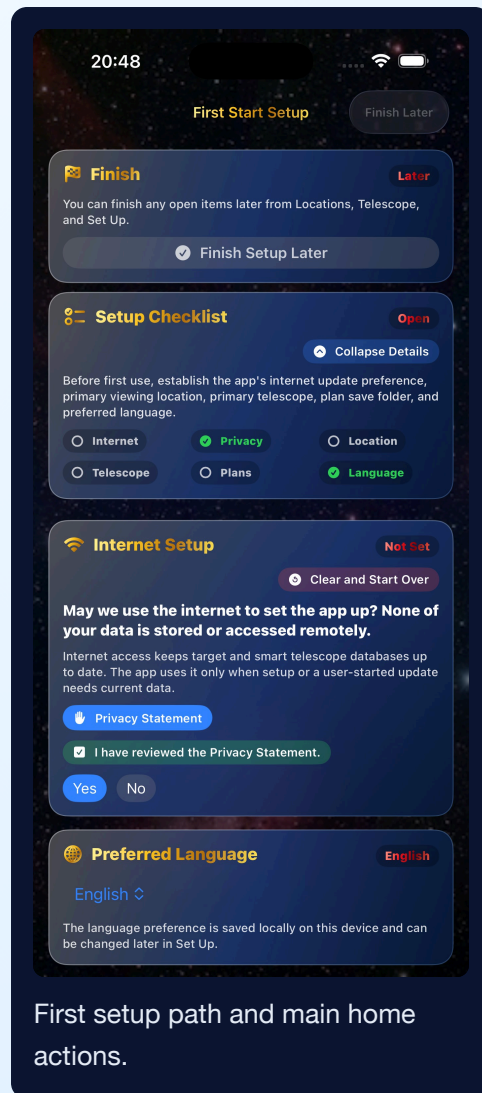 20:48
First Start Setup
Finish Later
Finish
Later
You can finish any open items later from Locations, Telescope,
and Set Up.
Finish Setup Later
Setup Checklist
Open
Collapse Details
Before first use, establish the app's internet update preference,
primary viewing location, primary telescope, plan save folder, and
preferred language.
Internet
Privacy
Location
Telescope
Plans
Language
Internet Setup
Not Set
Clear and Start Over
May we use the internet to set the app up? None of
your data is stored or accessed remotely.
Internet access keeps target and smart telescope databases up
to date. The app uses it only when setup or a user-started update
needs current data.
Privacy Statement
I have reviewed the Privacy Statement.
Yes
No
Preferred Language
English
English
The language preference is saved locally on this device and can
be changed later in Set Up.
First setup path and main home
actions.